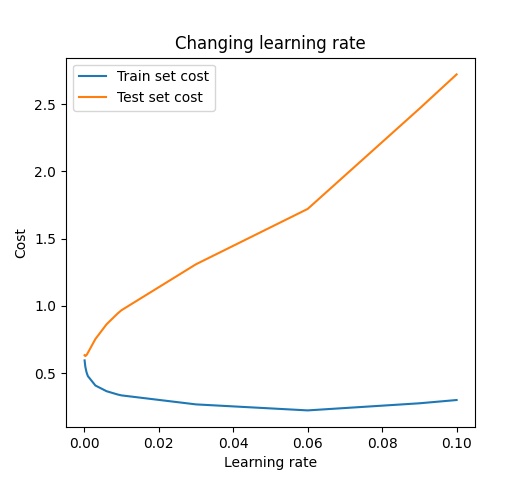 Changing learning rate
Train set cost
Test set cost
2.5
2.0
1.5
1.0
0.5
Cost
0.00 0.02 0.04 0.06 0.08 0.10
Learning rate